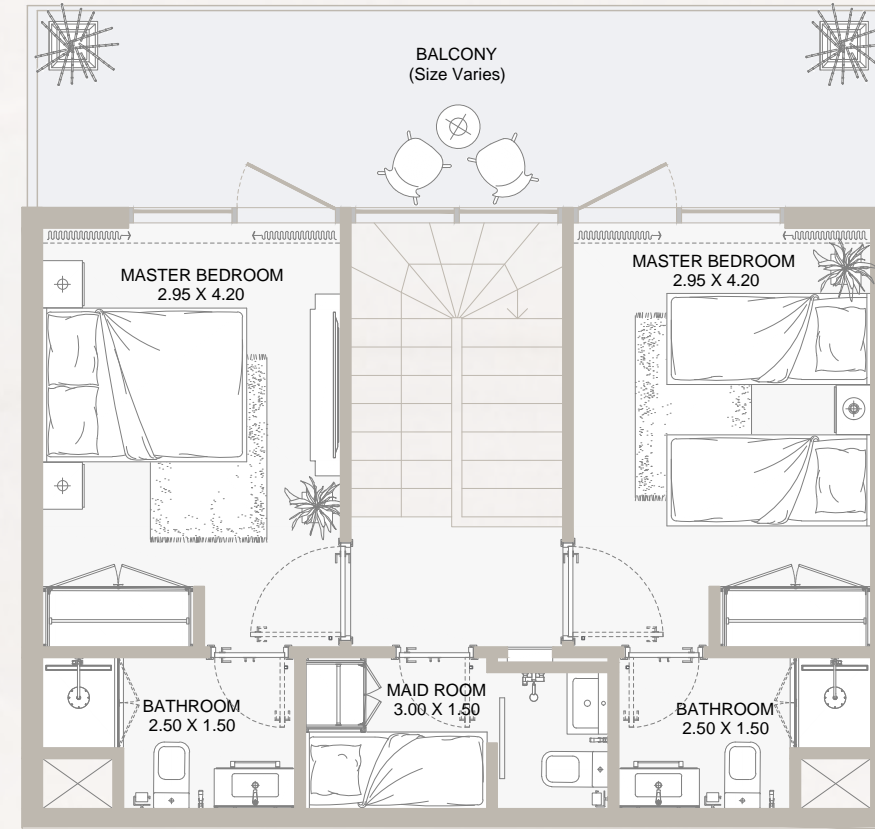 BALCONY
(Size Varies)
MASTER BEDROOM
2.95 X 4.20
MASTER BEDROOM
2.95 X 4.20
BATHROOM
2.50 X 1.50
MAID ROOM
3.00 X 1.50
BATHROOM
2.50 X 1.50